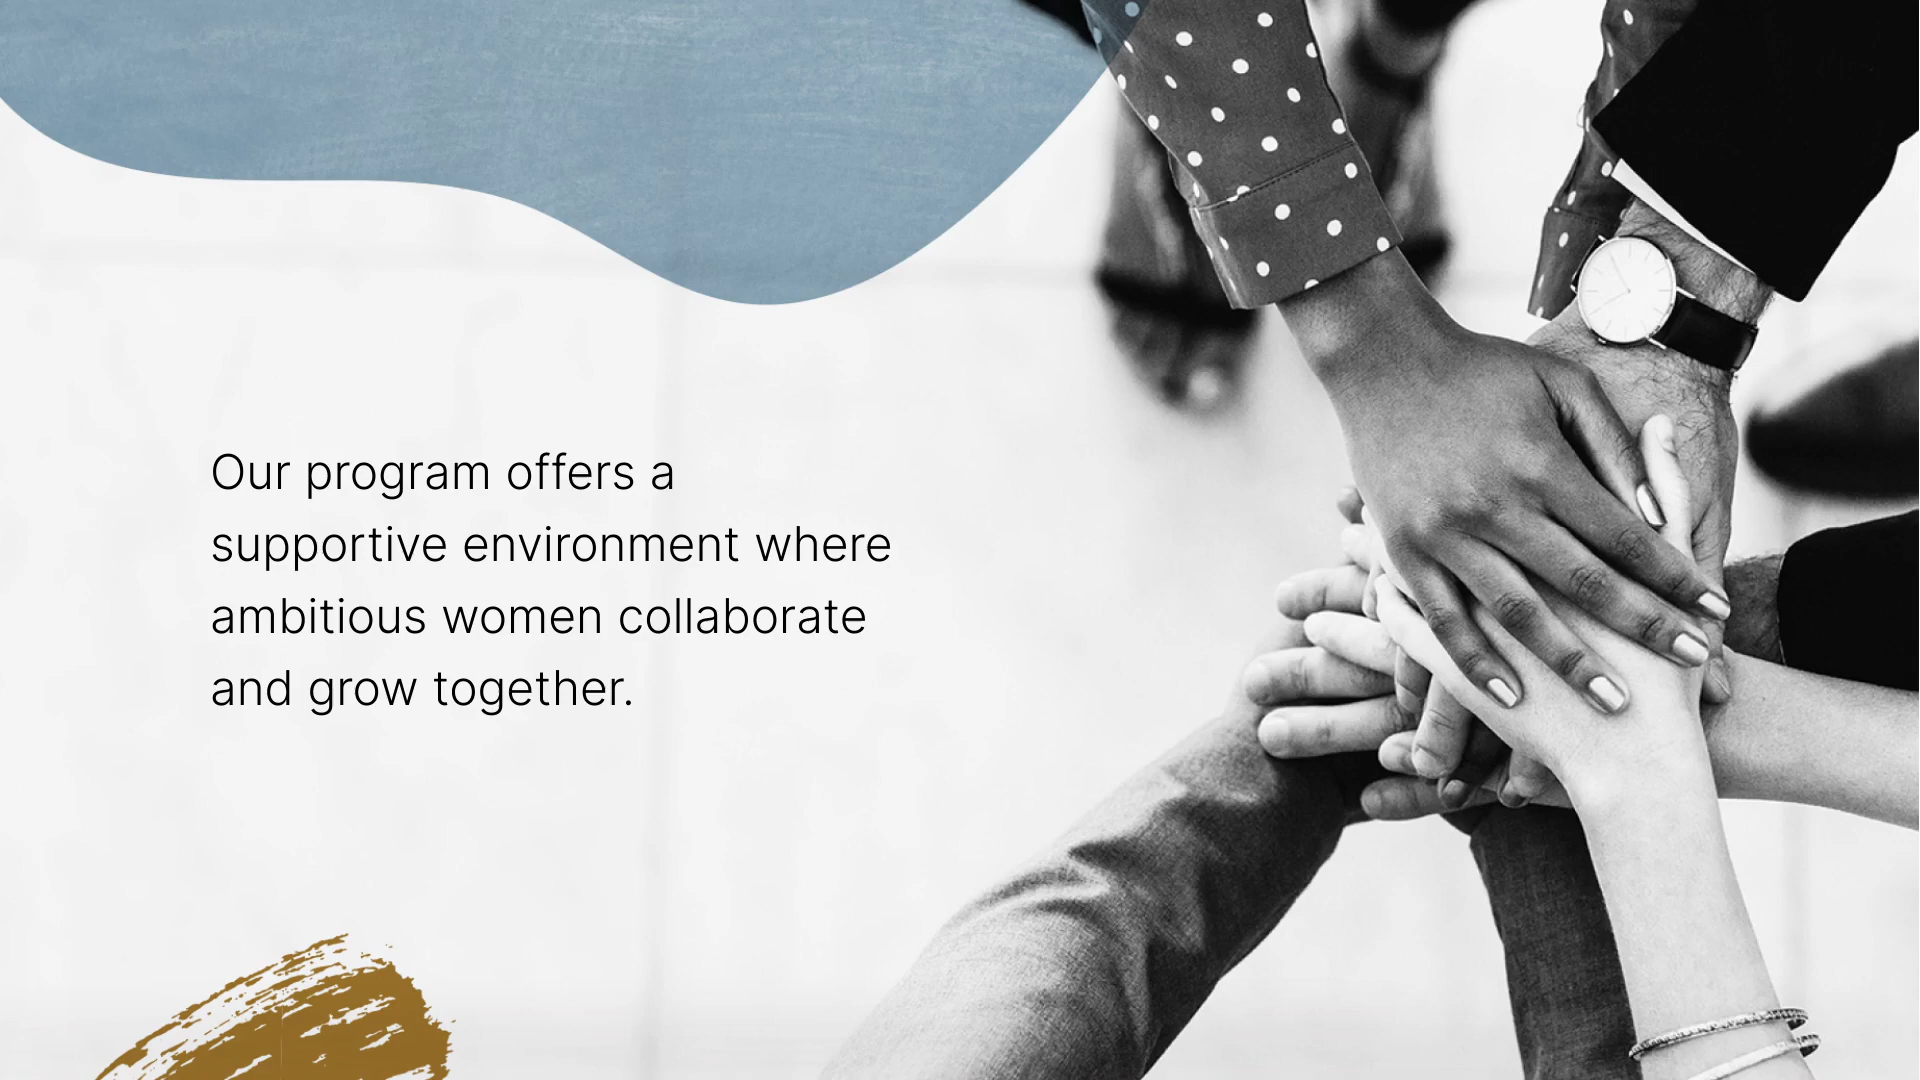 Our program offers a
supportive environment where
ambitious women collaborate
and grow together.